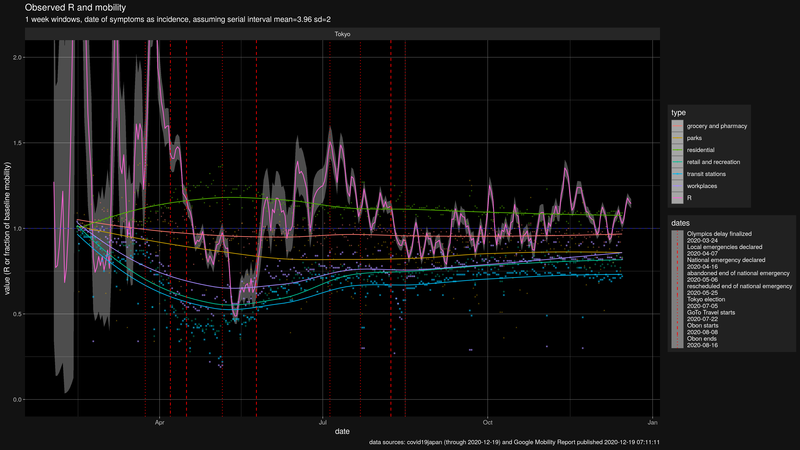 Observed R and mobility
1 week windows, date of symptoms as incidence, assuming serial interval mean=3.96 sd=2
Tokyo
2.0
1.5
1.0
0.5
0.0
value (R or fraction of baseline mobility)
Apr
Jul
Oct
Jan
date
type
grocery and pharmacy
parks
residential
retail and recreation
transit stations
workplaces
R
dates
Olympics delay finalized
2020-03-24
Local emergencies declared
2020-04-07
National emergency declared
2020-04-16
abandoned end of national emergency
2020-05-06
rescheduled end of national emergency
2020-05-25
Tokyo election
2020-07-05
GoTo Travel starts
2020-07-22
Obon starts
2020-08-08
Obon ends
2020-08-16
data sources: covid19japan (through 2020-12-19) and Google Mobility Report published 2020-12-19 07:11:11